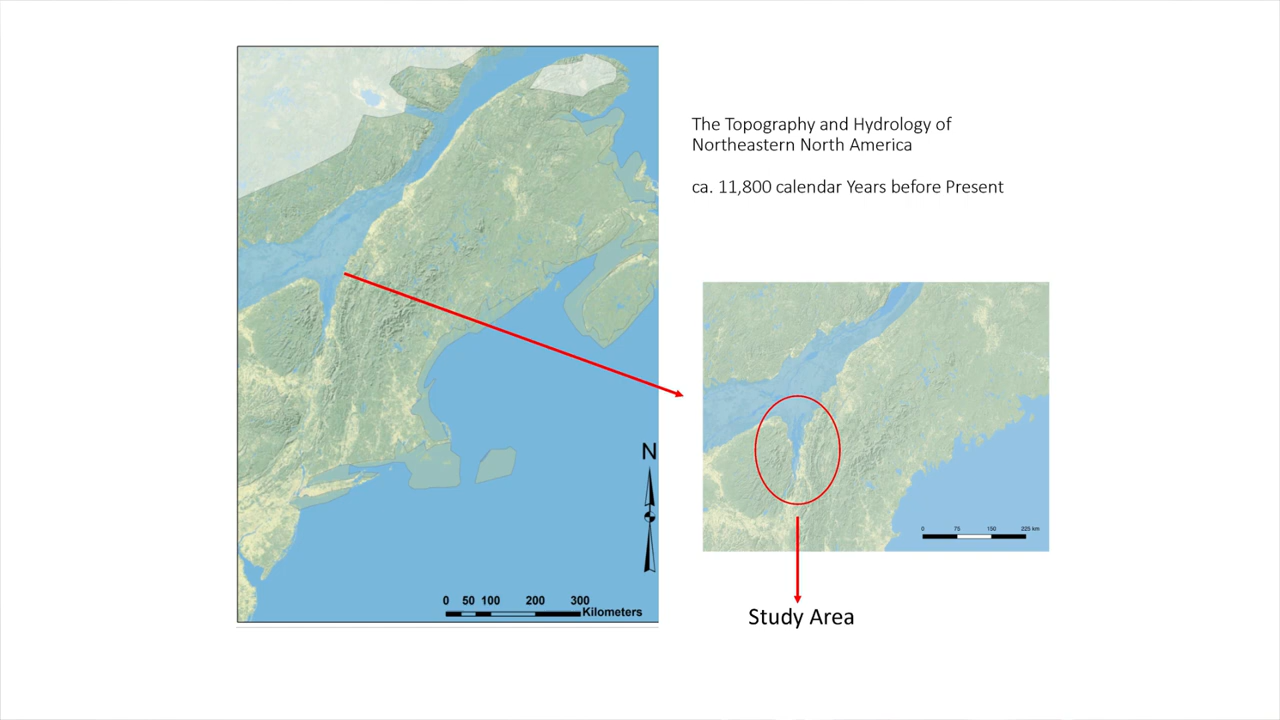 The Topography and Hydrology of
Northeastern North America
ca. 11,800 calendar Years before Present
N
0 50 100 200 300
Kilometers
0 75 150 225 km
Study Area